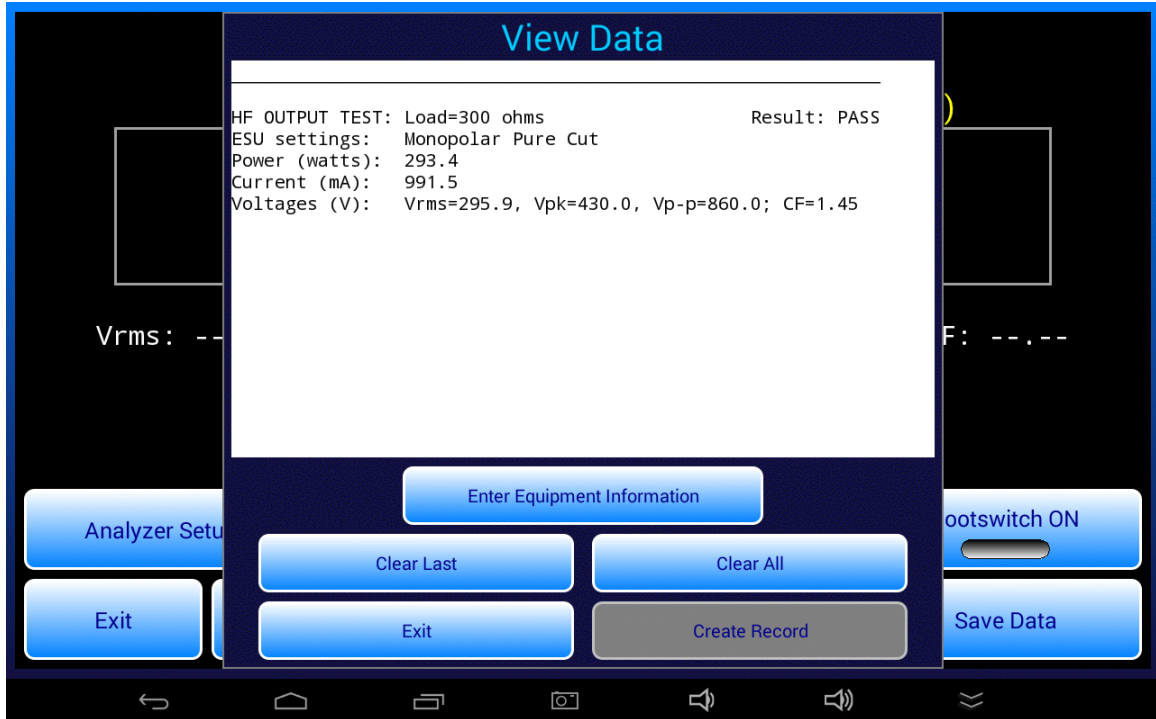 View Data
)
HF OUTPUT TEST: Load=300 ohms Result: PASS
ESU settings: Monopolar Pure Cut
Power (watts): 293.4
Current (mA): 991.5
Voltages (V): Vrms=295.9, Vpk=430.0, Vp-p=860.0; CF=1.45
Vrms: --
F: --.--
Enter Equipment Information
Analyzer Setu
ootswitch ON
Clear Last
Clear All
Exit
Exit
Create Record
Save Data